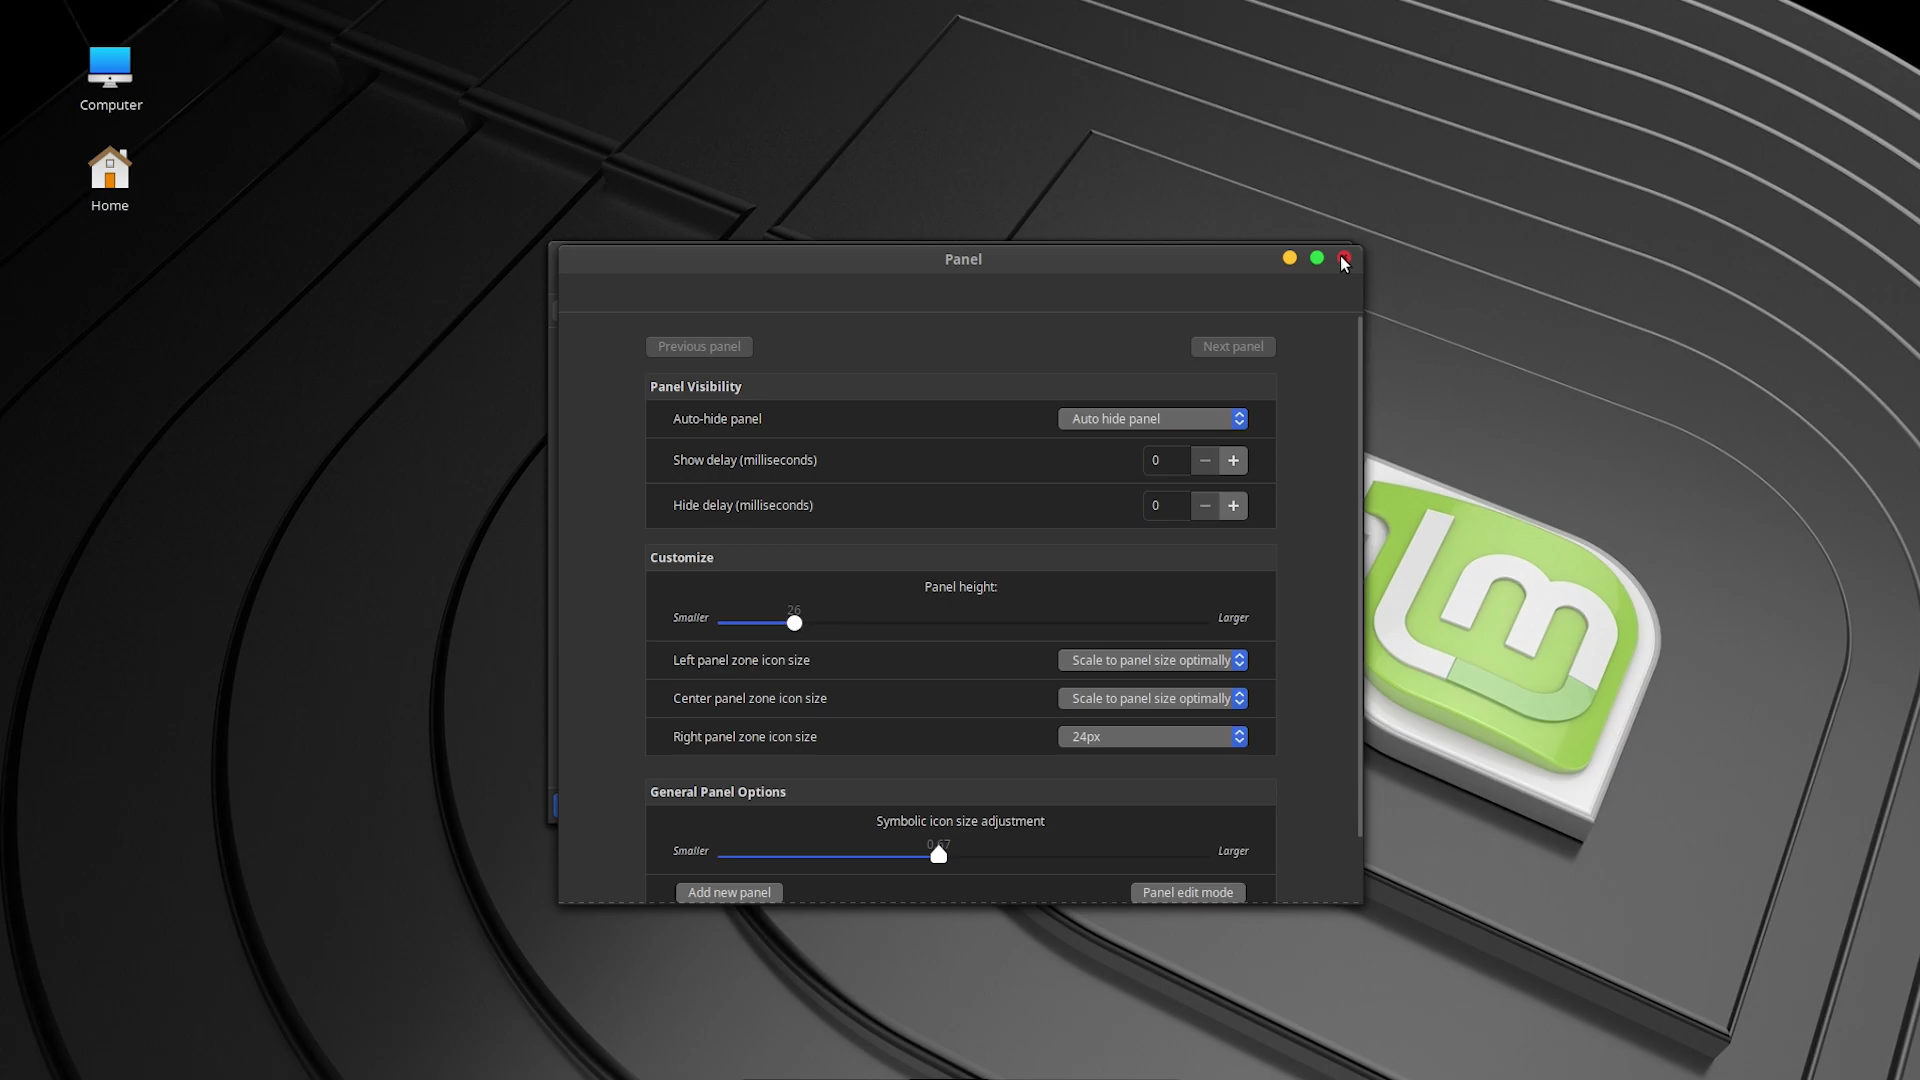 Computer
Home
Panel
Previous panel
Next panel
Panel Visibility
Auto-hide panel
Auto hide panel
Show delay (milliseconds)
0
Hide delay (milliseconds)
0
Customize
Panel height:
26
Smaller
Larger
Left panel zone icon size
Scale to panel size optimally
Center panel zone icon size
Scale to panel size optimally
Right panel zone icon size
24px
General Panel Options
Symbolic icon size adjustment
0.67
Smaller
Larger
Add new panel
Panel edit mode